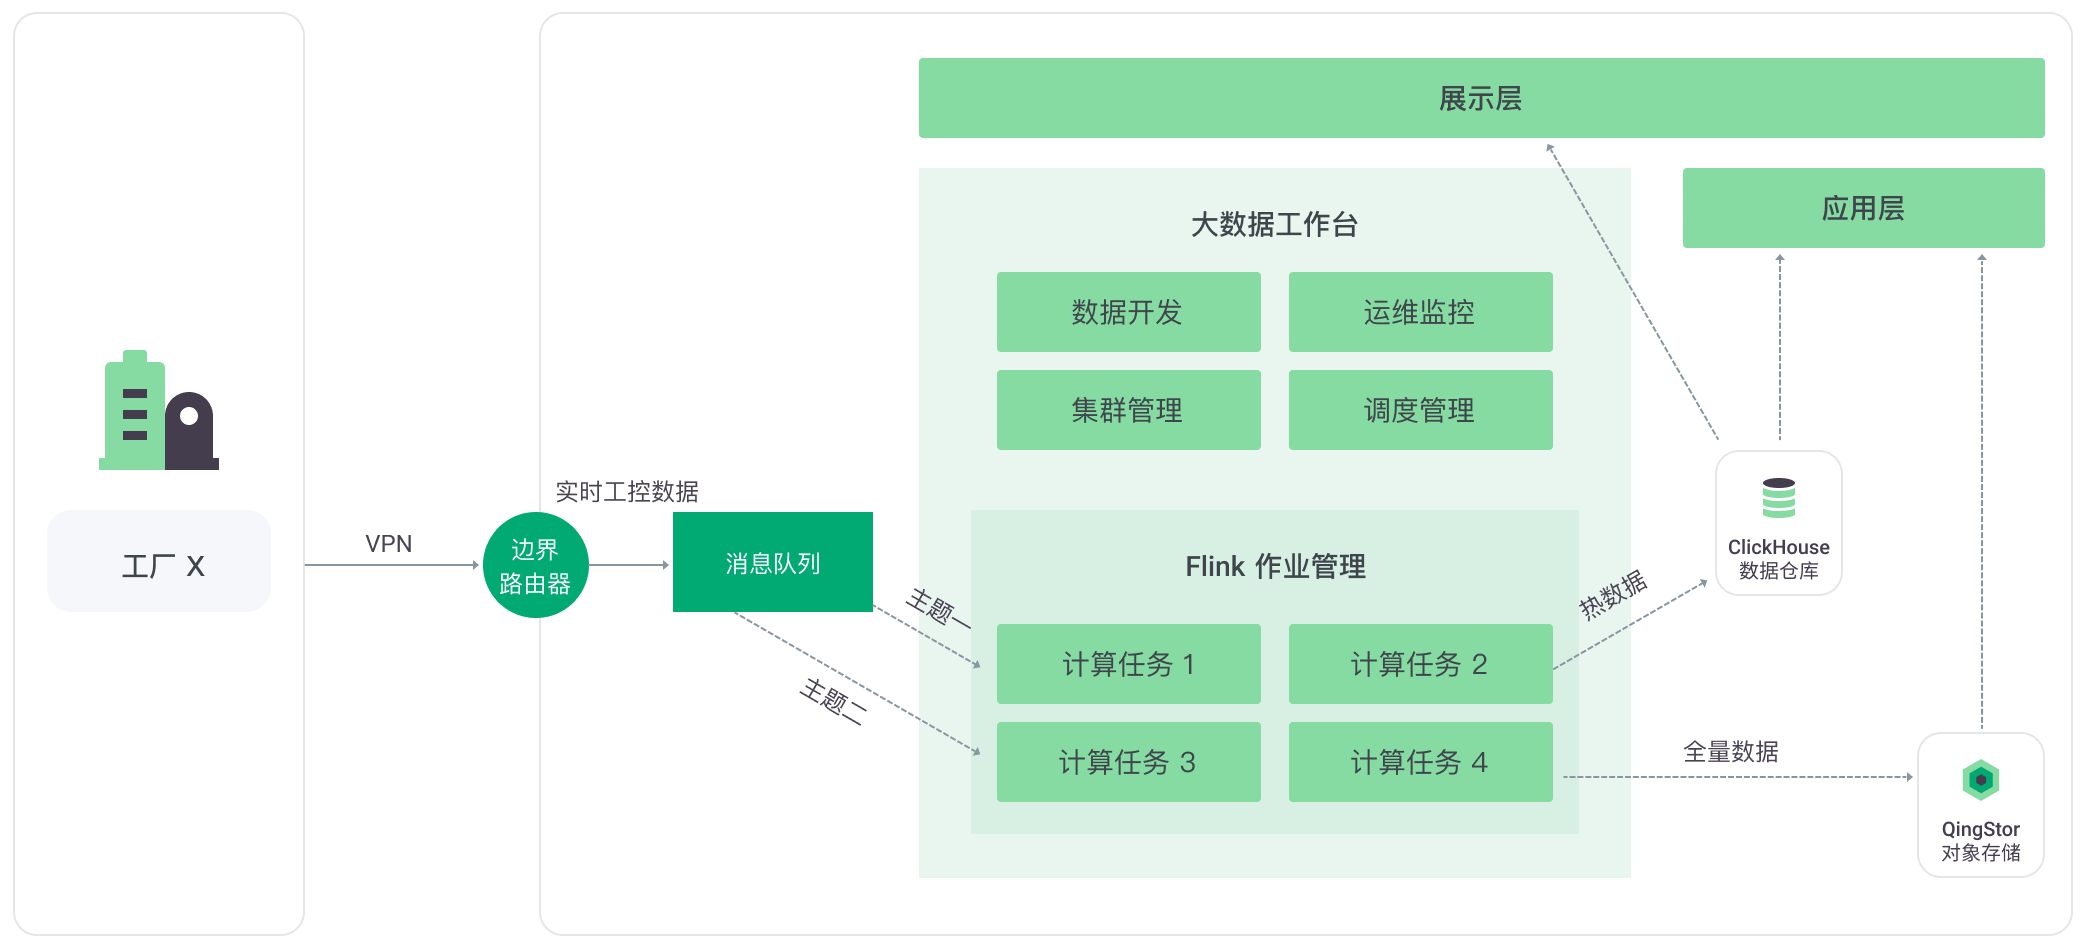 展示层
应用层
大数据工作台
数据开发
运维监控
集群管理
调度管理
工厂 X
VPN
边界
路由器
实时工控数据
消息队列
主题一
主题二
Flink 作业管理
计算任务 1
计算任务 2
计算任务 3
计算任务 4
热数据
全量数据
ClickHouse
数据仓库
QingStor
对象存储